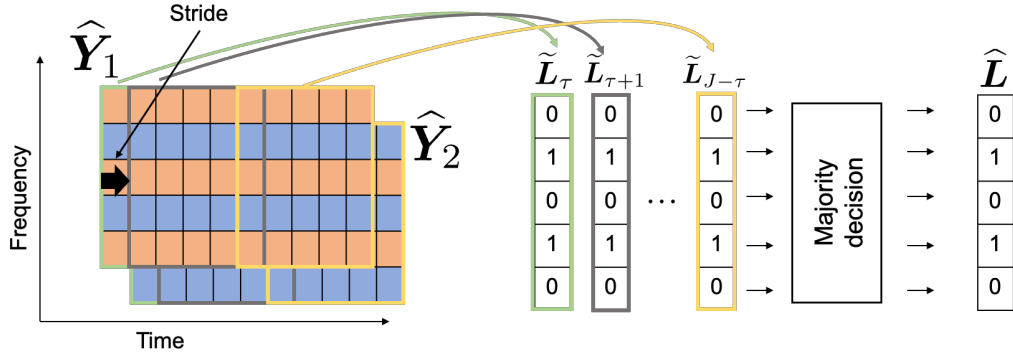 Stride
Ŷ₁
Ŷ₂
Frequency
Time
L̃_τ L̃_{τ+1} L̃_{J−τ} L̂
0 0 0 0
1 1 1 1
0 0 ... 0 0
1 1 1 1
0 0 0 0
Majority
decision